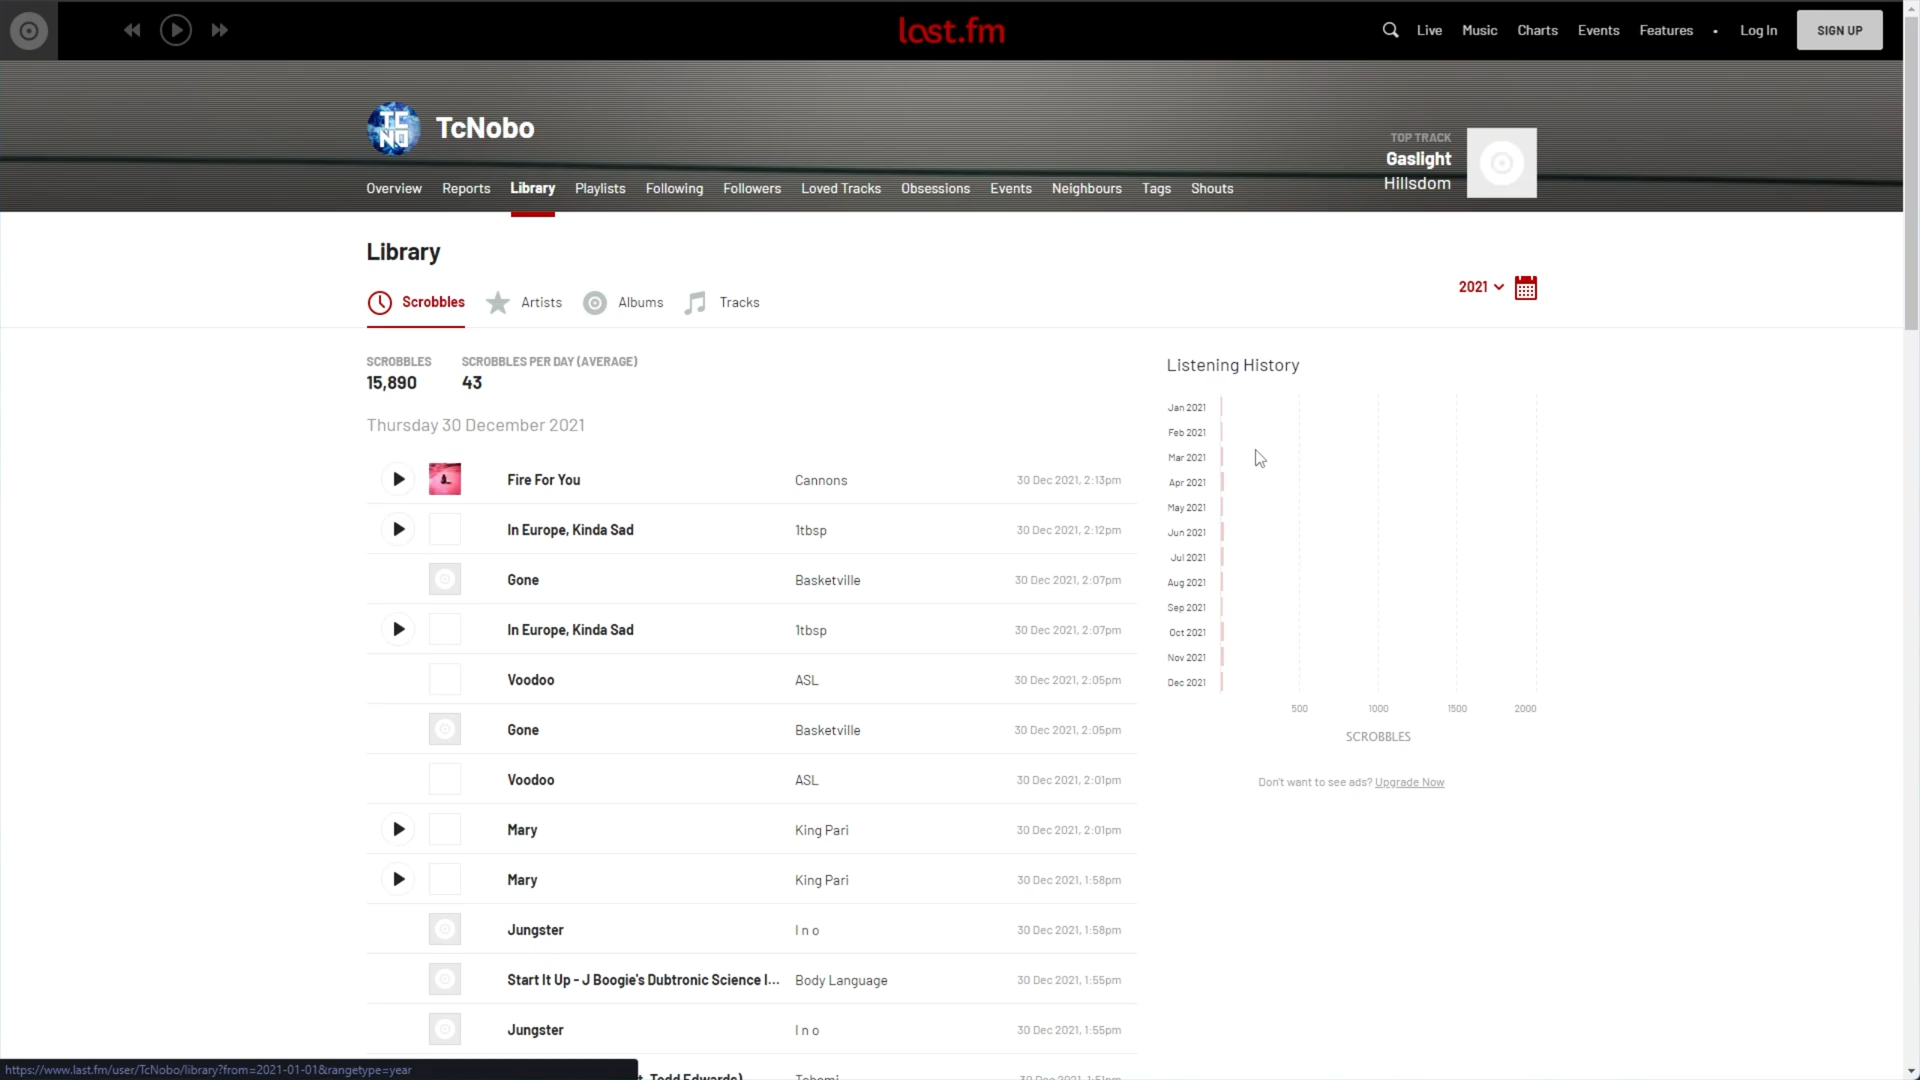 last.fm
Live Music Charts Events Features • Log In SIGN UP
TC
NO
TcNobo
TOP TRACK
Gaslight
Hillsdom
Overview Reports Library Playlists Following Followers Loved Tracks Obsessions Events Neighbours Tags Shouts
Library
2021
Scrobbles Artists Albums Tracks
SCROBBLES SCROBBLES PER DAY (AVERAGE)
15,890 43
Thursday 30 December 2021
Fire For You Cannons 30 Dec 2021, 2:13pm
In Europe, Kinda Sad 1tbsp 30 Dec 2021, 2:12pm
Gone Basketville 30 Dec 2021, 2:07pm
In Europe, Kinda Sad 1tbsp 30 Dec 2021, 2:07pm
Voodoo ASL 30 Dec 2021, 2:05pm
Gone Basketville 30 Dec 2021, 2:05pm
Voodoo ASL 30 Dec 2021, 2:01pm
Mary King Pari 30 Dec 2021, 2:01pm
Mary King Pari 30 Dec 2021, 1:58pm
Jungster I n o 30 Dec 2021, 1:58pm
Start It Up - J Boogie's Dubtronic Science I... Body Language 30 Dec 2021, 1:55pm
Jungster I n o 30 Dec 2021, 1:55pm
t. Todd Edwards) 30 Dec 2021, 1:51pm
Listening History
Jan 2021
Feb 2021
Mar 2021
Apr 2021
May 2021
Jun 2021
Jul 2021
Aug 2021
Sep 2021
Oct 2021
Nov 2021
Dec 2021
500 1000 1500 2000
SCROBBLES
Don't want to see ads? Upgrade Now
https://www.last.fm/user/TcNobo/library?from=2021-01-01&rangetype=year